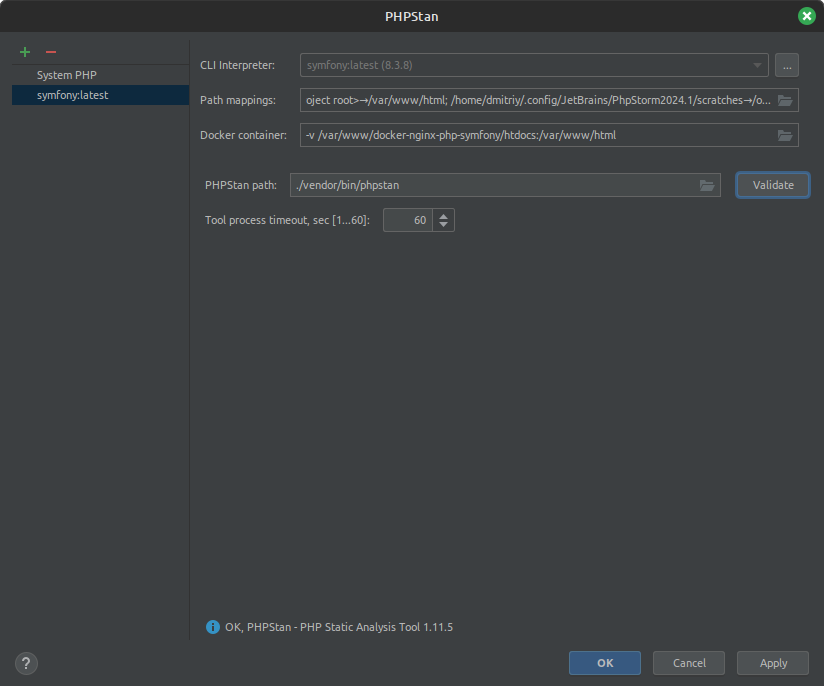 PHPStan
System PHP
symfony:latest
CLI Interpreter: symfony:latest (8.3.8) ...
Path mappings: oject root>→/var/www/html; /home/dmitriy/.config/JetBrains/PhpStorm2024.1/scratches→/o...
Docker container: -v /var/www/docker-nginx-php-symfony/htdocs:/var/www/html
PHPStan path: ./vendor/bin/phpstan Validate
Tool process timeout, sec [1...60]: 60
OK, PHPStan - PHP Static Analysis Tool 1.11.5
? OK Cancel Apply